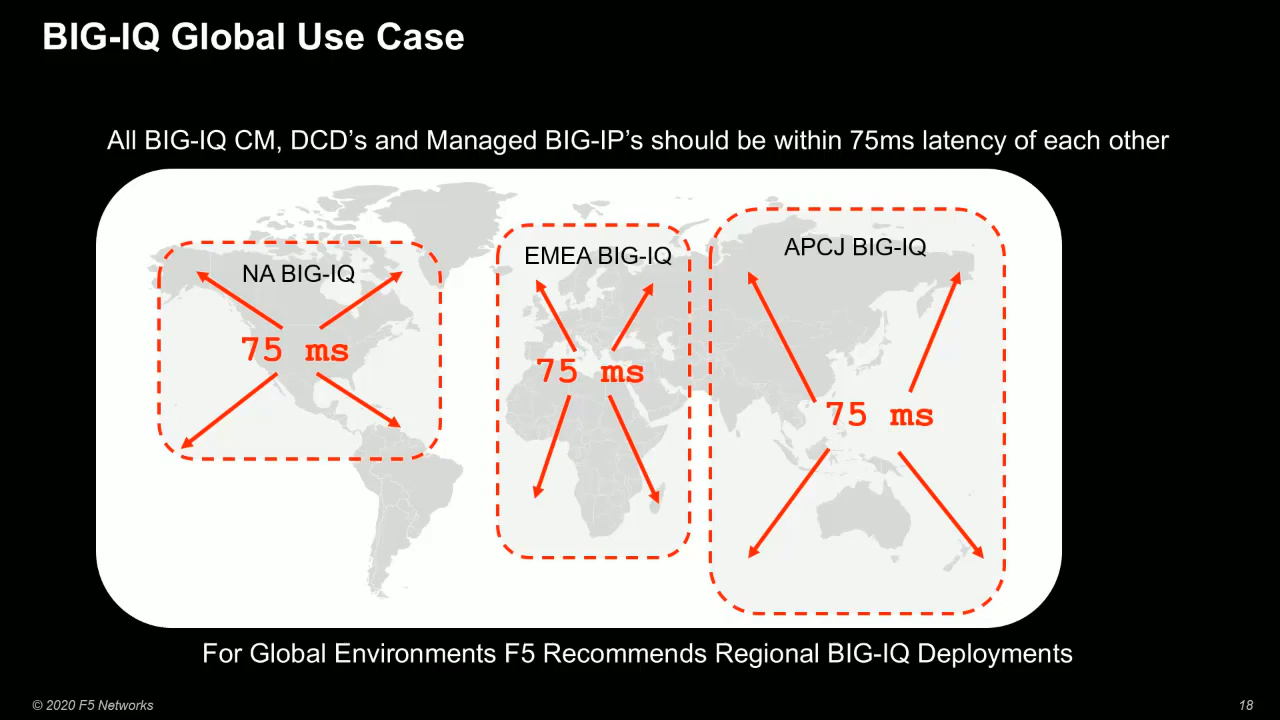 BIG-IQ Global Use Case
All BIG-IQ CM, DCD’s and Managed BIG-IP’s should be within 75ms latency of each other
NA BIG-IQ
75 ms
EMEA BIG-IQ
75 ms
APCJ BIG-IQ
75 ms
For Global Environments F5 Recommends Regional BIG-IQ Deployments
© 2020 F5 Networks
18